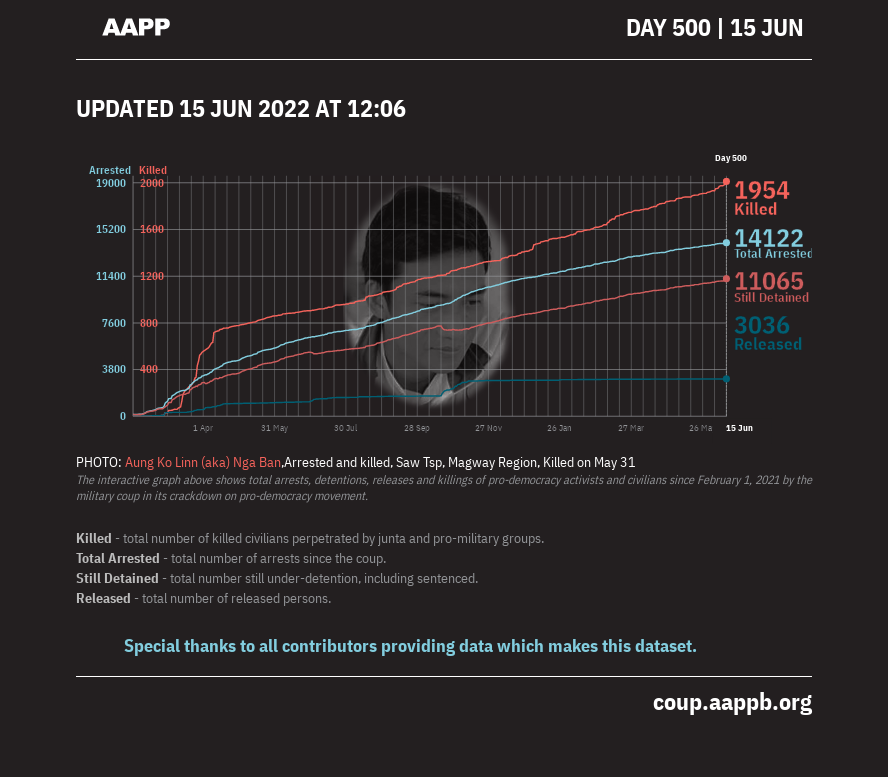 AAPP
DAY 500 | 15 JUN
UPDATED 15 JUN 2022 AT 12:06
Day 500
Arrested Killed
19000 2000
15200 1600
11400 1200
7600 800
3800 400
0
1954
Killed
14122
Total Arrested
11065
Still Detained
3036
Released
1 Apr 31 May 30 Jul 28 Sep 27 Nov 26 Jan 27 Mar 26 Ma 15 Jun
PHOTO: Aung Ko Linn (aka) Nga Ban,Arrested and killed, Saw Tsp, Magway Region, Killed on May 31
The interactive graph above shows total arrests, detentions, releases and killings of pro-democracy activists and civilians since February 1, 2021 by the
military coup in its crackdown on pro-democracy movement.
Killed - total number of killed civilians perpetrated by junta and pro-military groups.
Total Arrested - total number of arrests since the coup.
Still Detained - total number still under-detention, including sentenced.
Released - total number of released persons.
Special thanks to all contributors providing data which makes this dataset.
coup.aappb.org